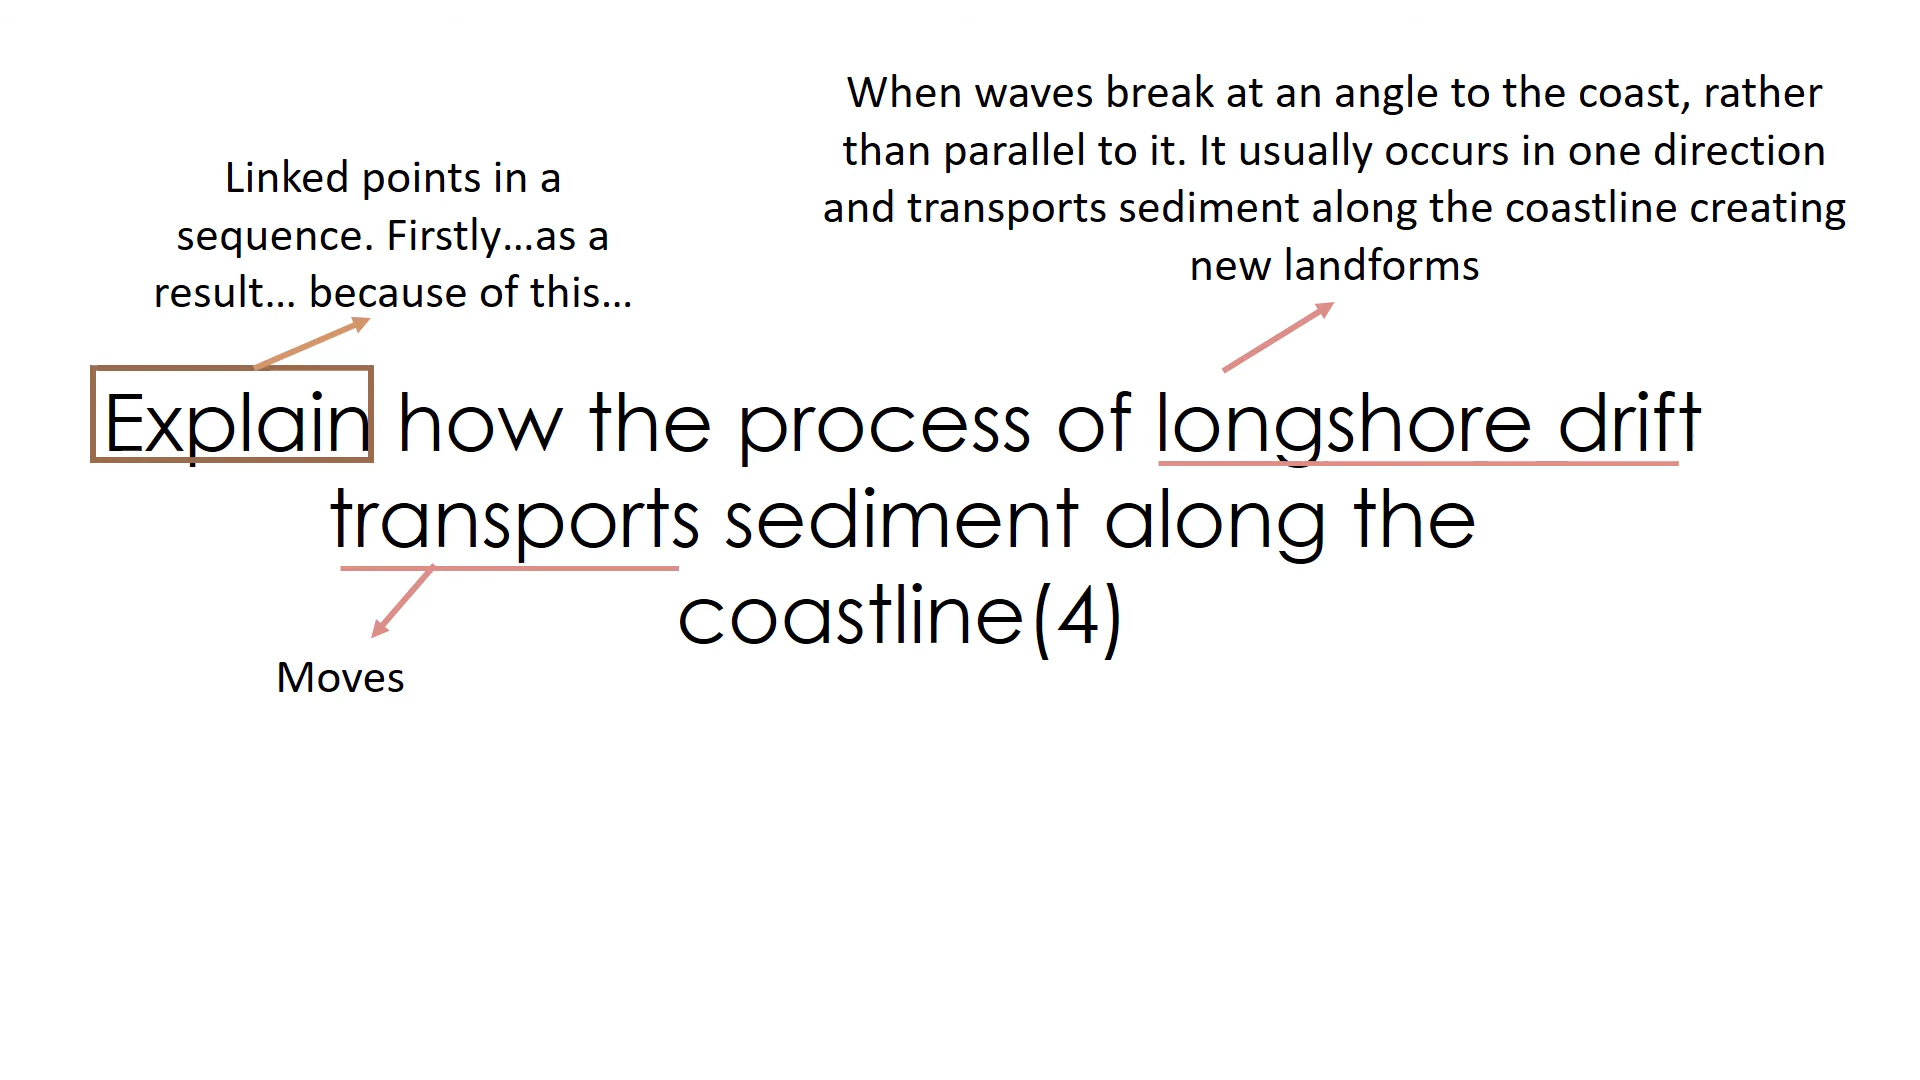 Linked points in a
sequence. Firstly...as a
result... because of this...
When waves break at an angle to the coast, rather
than parallel to it. It usually occurs in one direction
and transports sediment along the coastline creating
new landforms
Explain how the process of longshore drift
transports sediment along the
coastline(4)
Moves